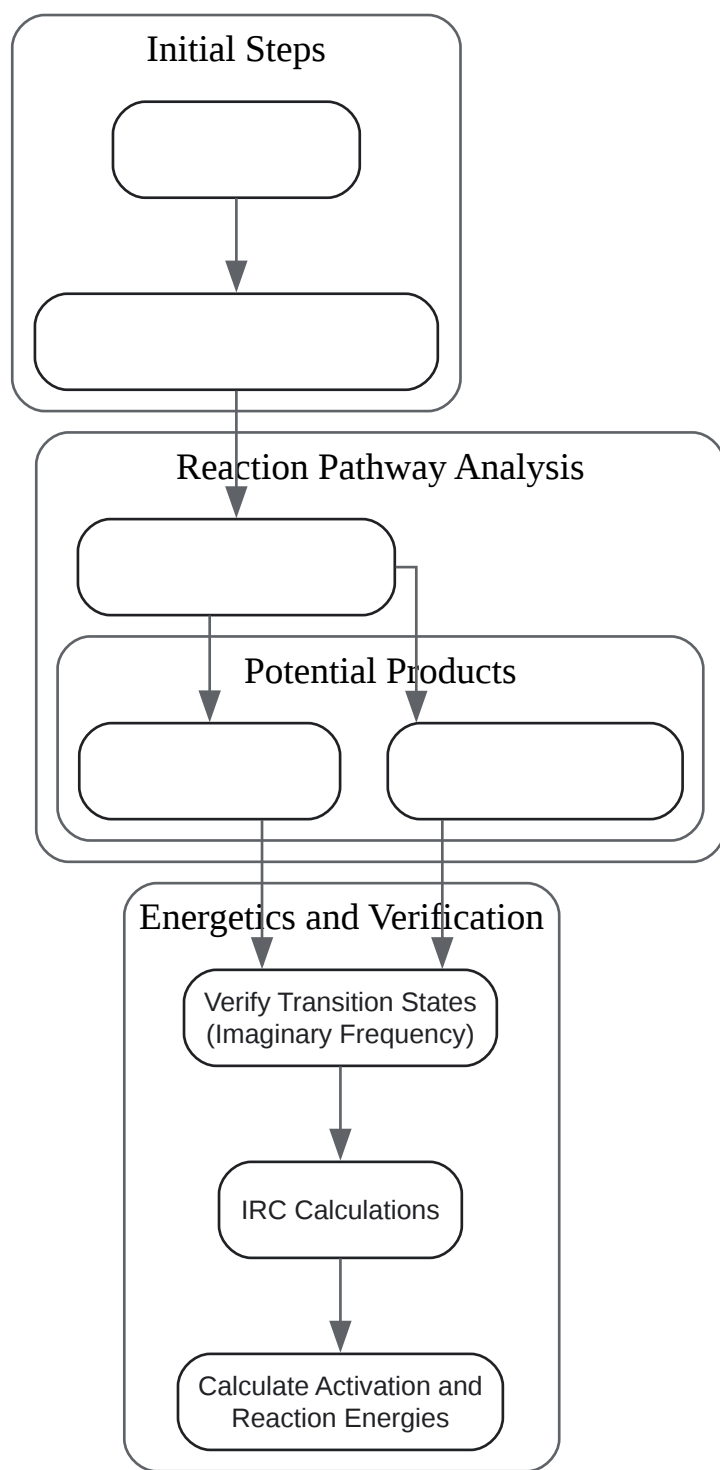 Initial Steps
Reaction Pathway Analysis
Potential Products
Energetics and Verification
Verify Transition States
(Imaginary Frequency)
IRC Calculations
Calculate Activation and
Reaction Energies